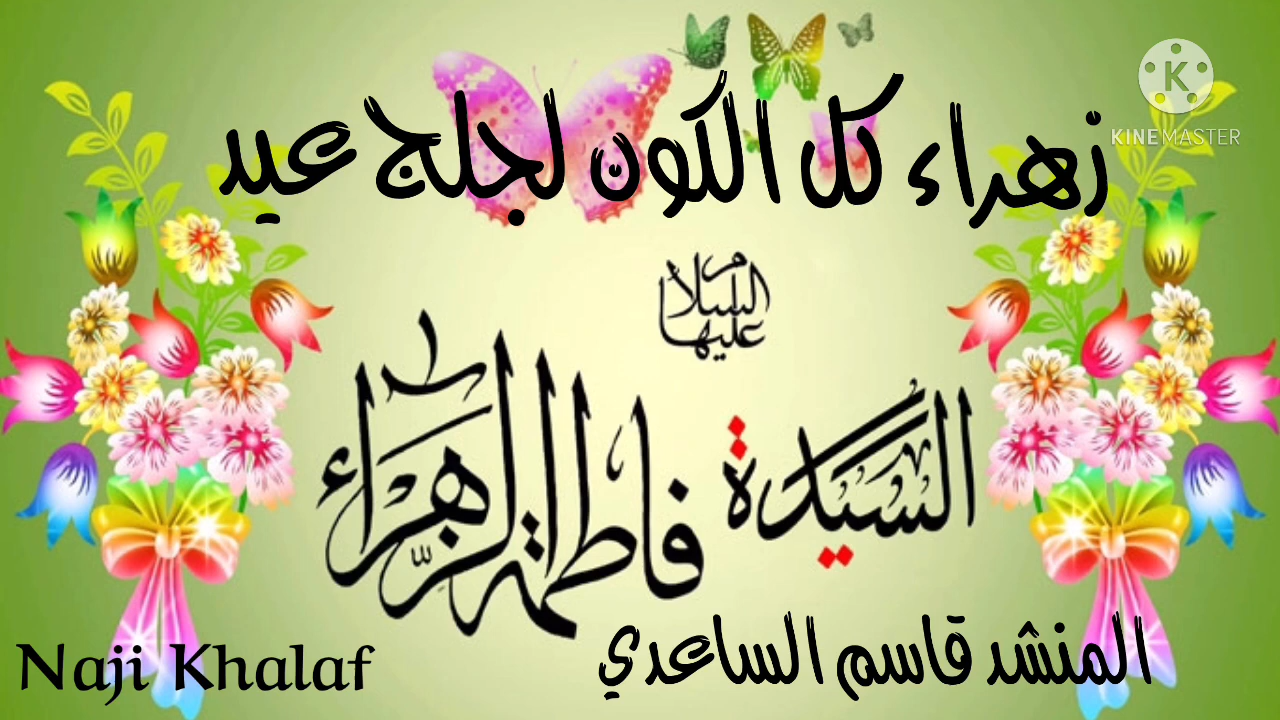 زهراء كل الكون لجلج عيد
KINEMASTER
السلام عليها
السيدة فاطمة الزهراء
المنشد قاسم الساعدي
Naji Khalaf